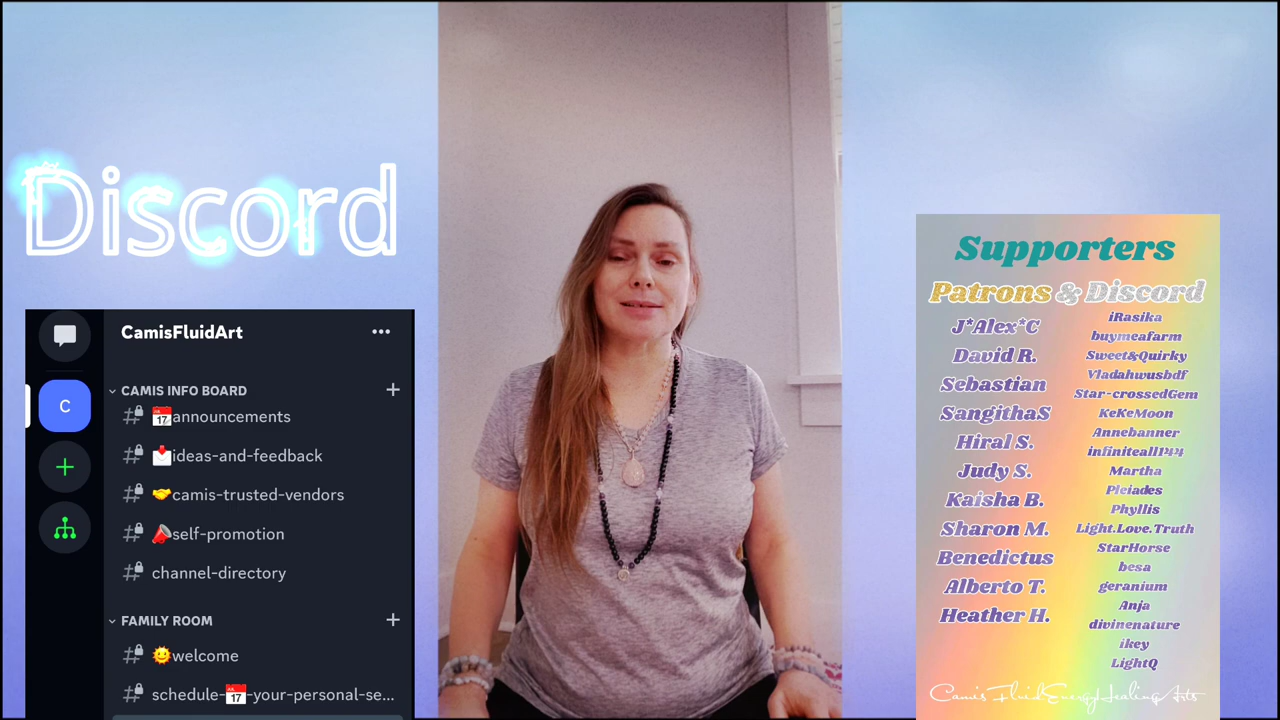 Discord
CamisFluidArt
C
CAMIS INFO BOARD
announcements
ideas-and-feedback
camis-trusted-vendors
self-promotion
channel-directory
FAMILY ROOM
welcome
schedule-📅-your-personal-se...
Supporters
Patrons & Discord
J*Alex*C
David R.
Sebastian
SangithaS
Hiral S.
Judy S.
Kaisha B.
Sharon M.
Benedictus
Alberto T.
Heather H.
iRasika
buymeafarm
Sweet&Quirky
Vladahwusbdf
Star-crossedGem
KeKeMoon
Annebanner
infiniteall144
Martha
Pleiades
Phyllis
Light.Love.Truth
StarHorse
besa
geranium
Anja
divinenature
ikey
LightQ
CamisFluidEnergyHealingArts